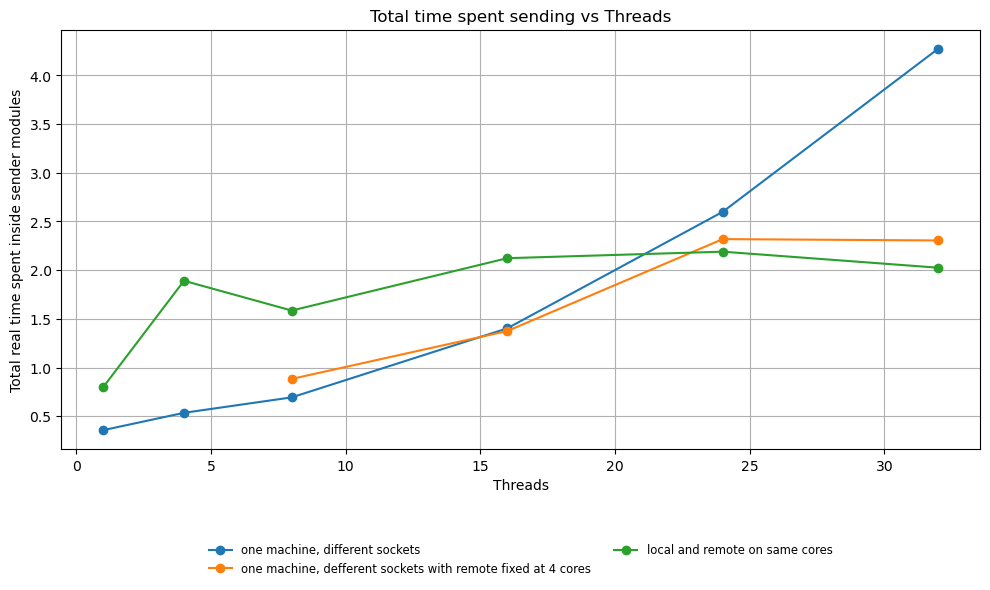 Total time spent sending vs Threads
Total real time spent inside sender modules
4.0
3.5
3.0
2.5
2.0
1.5
1.0
0.5
0 5 10 15 20 25 30
Threads
one machine, different sockets
one machine, defferent sockets with remote fixed at 4 cores
local and remote on same cores